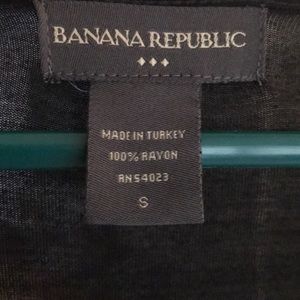 BANANA REPUBLIC
MADE IN TURKEY
100% RAYON
RN54023
S